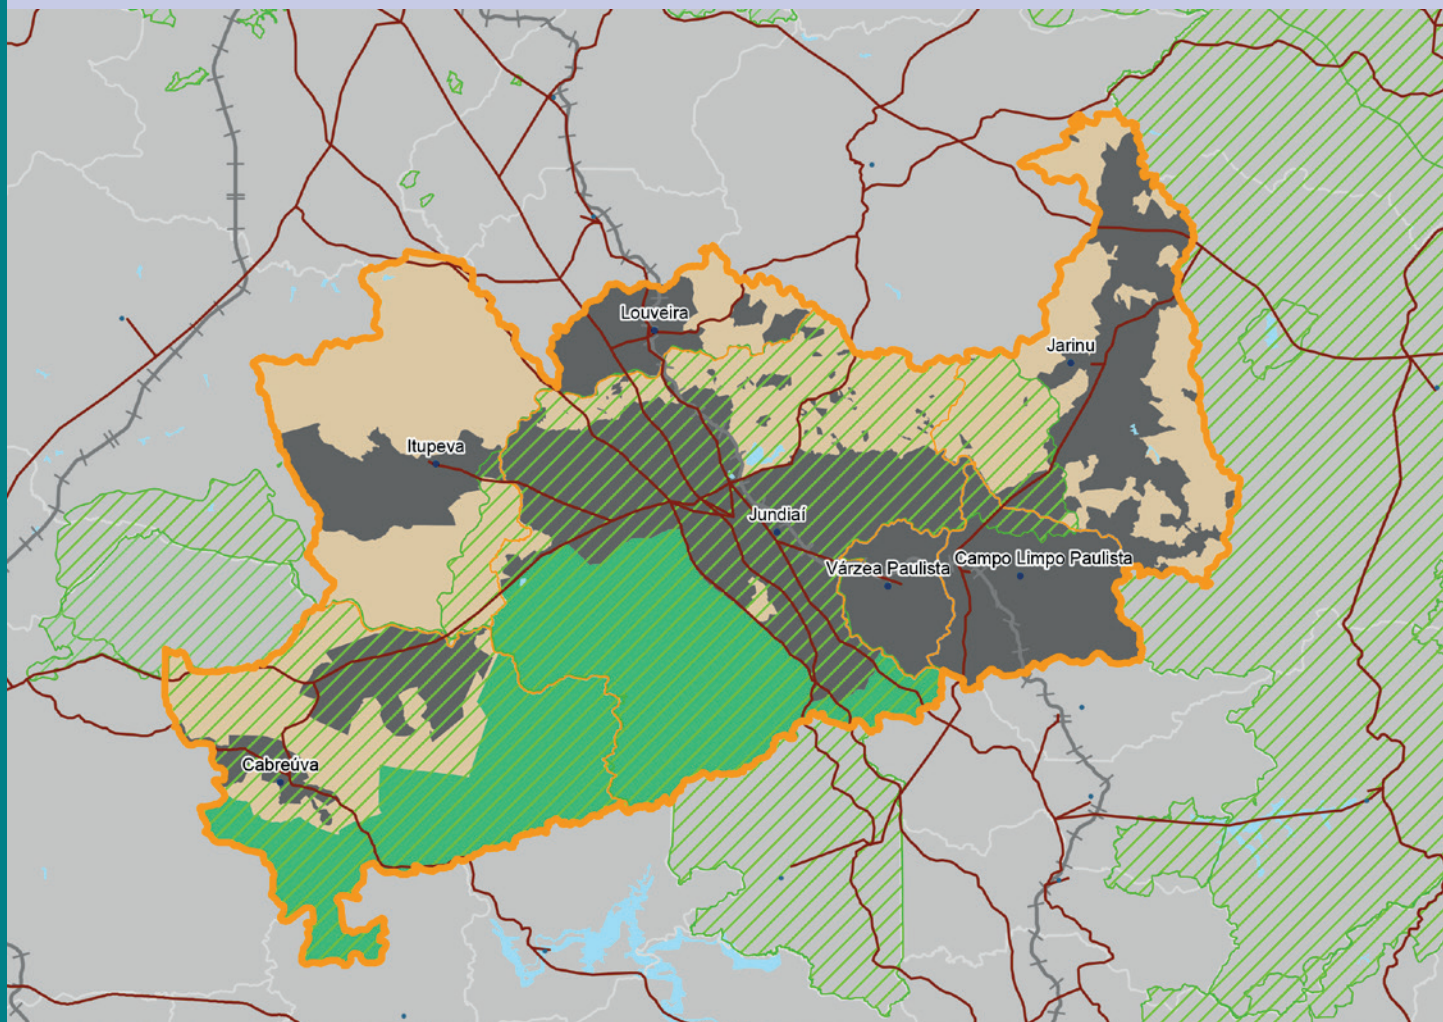 Louveira
Jarinu
Itupeva
Jundiaí
Várzea Paulista
Campo Limpo Paulista
Cabreúva